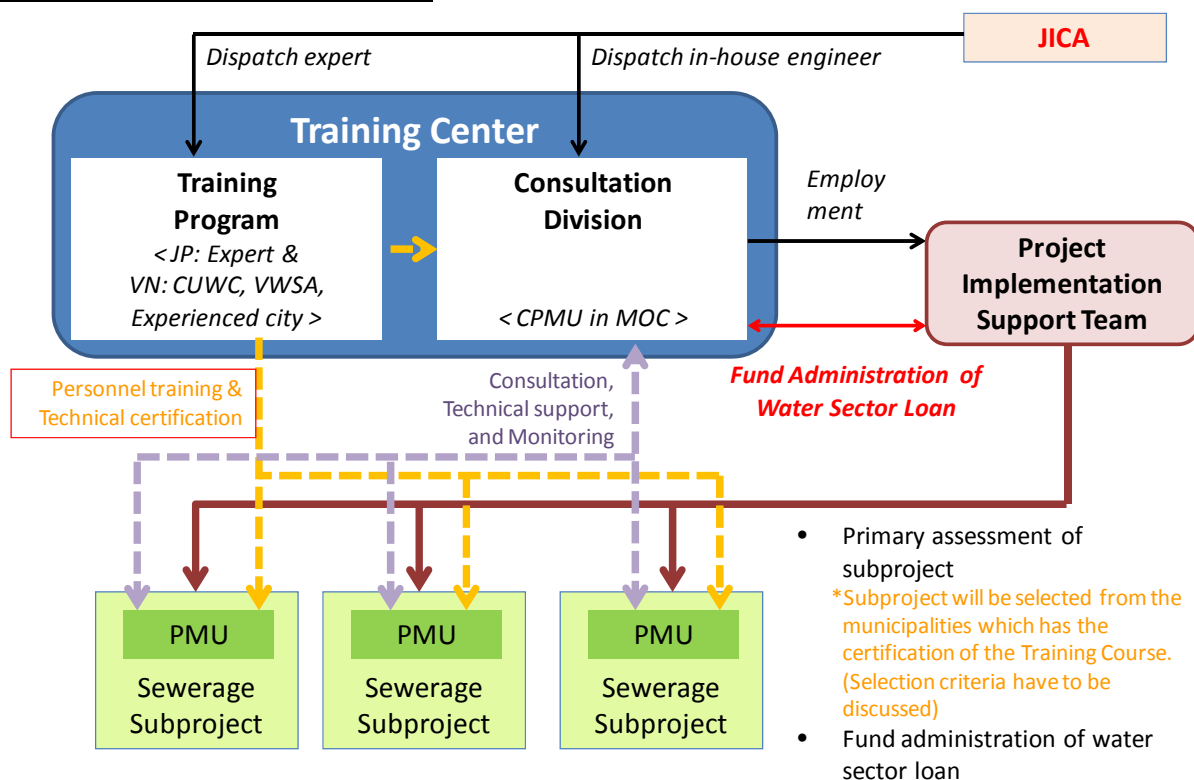 JICA
Dispatch expert
Dispatch in-house engineer
Training Center
Training
Program
< JP: Expert &
VN: CUWC, VWSA,
Experienced city >
Consultation
Division
< CPMU in MOC >
Employ
ment
Project
Implementation
Support Team
Fund Administration of
Water Sector Loan
Personnel training &
Technical certification
Consultation,
Technical support,
and Monitoring
PMU
Sewerage
Subproject
PMU
Sewerage
Subproject
PMU
Sewerage
Subproject
• Primary assessment of
subproject
*Subproject will be selected from the
municipalities which has the
certification of the Training Course.
(Selection criteria have to be
discussed)
• Fund administration of water
sector loan